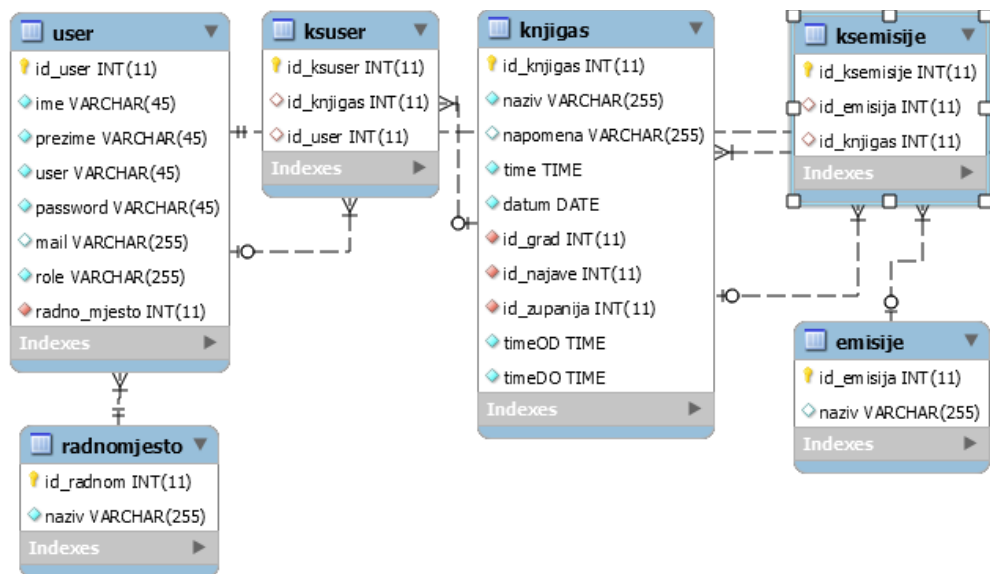 user
id_user INT(11)
ime VARCHAR(45)
prezime VARCHAR(45)
user VARCHAR(45)
password VARCHAR(45)
mail VARCHAR(255)
role VARCHAR(255)
radno_mjesto INT(11)
Indexes
ksuser
id_ksuser INT(11)
id_knjigas INT(11)
id_user INT(11)
Indexes
knjigas
id_knjigas INT(11)
naziv VARCHAR(255)
napomena VARCHAR(255)
time TIME
datum DATE
id_grad INT(11)
id_najave INT(11)
id_zupanija INT(11)
timeOD TIME
timeDO TIME
Indexes
ksemisije
id_ksemisije INT(11)
id_emisija INT(11)
id_knjigas INT(11)
Indexes
emisije
id_emisija INT(11)
naziv VARCHAR(255)
Indexes
radnomjesto
id_radnom INT(11)
naziv VARCHAR(255)
Indexes